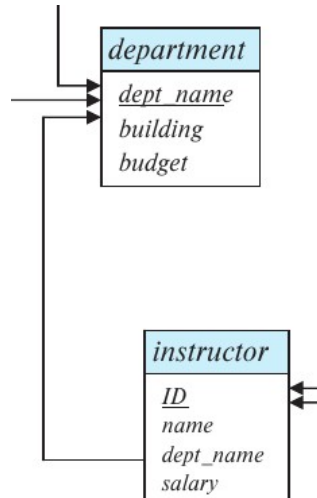 department
dept_name
building
budget
instructor
ID
name
dept_name
salary